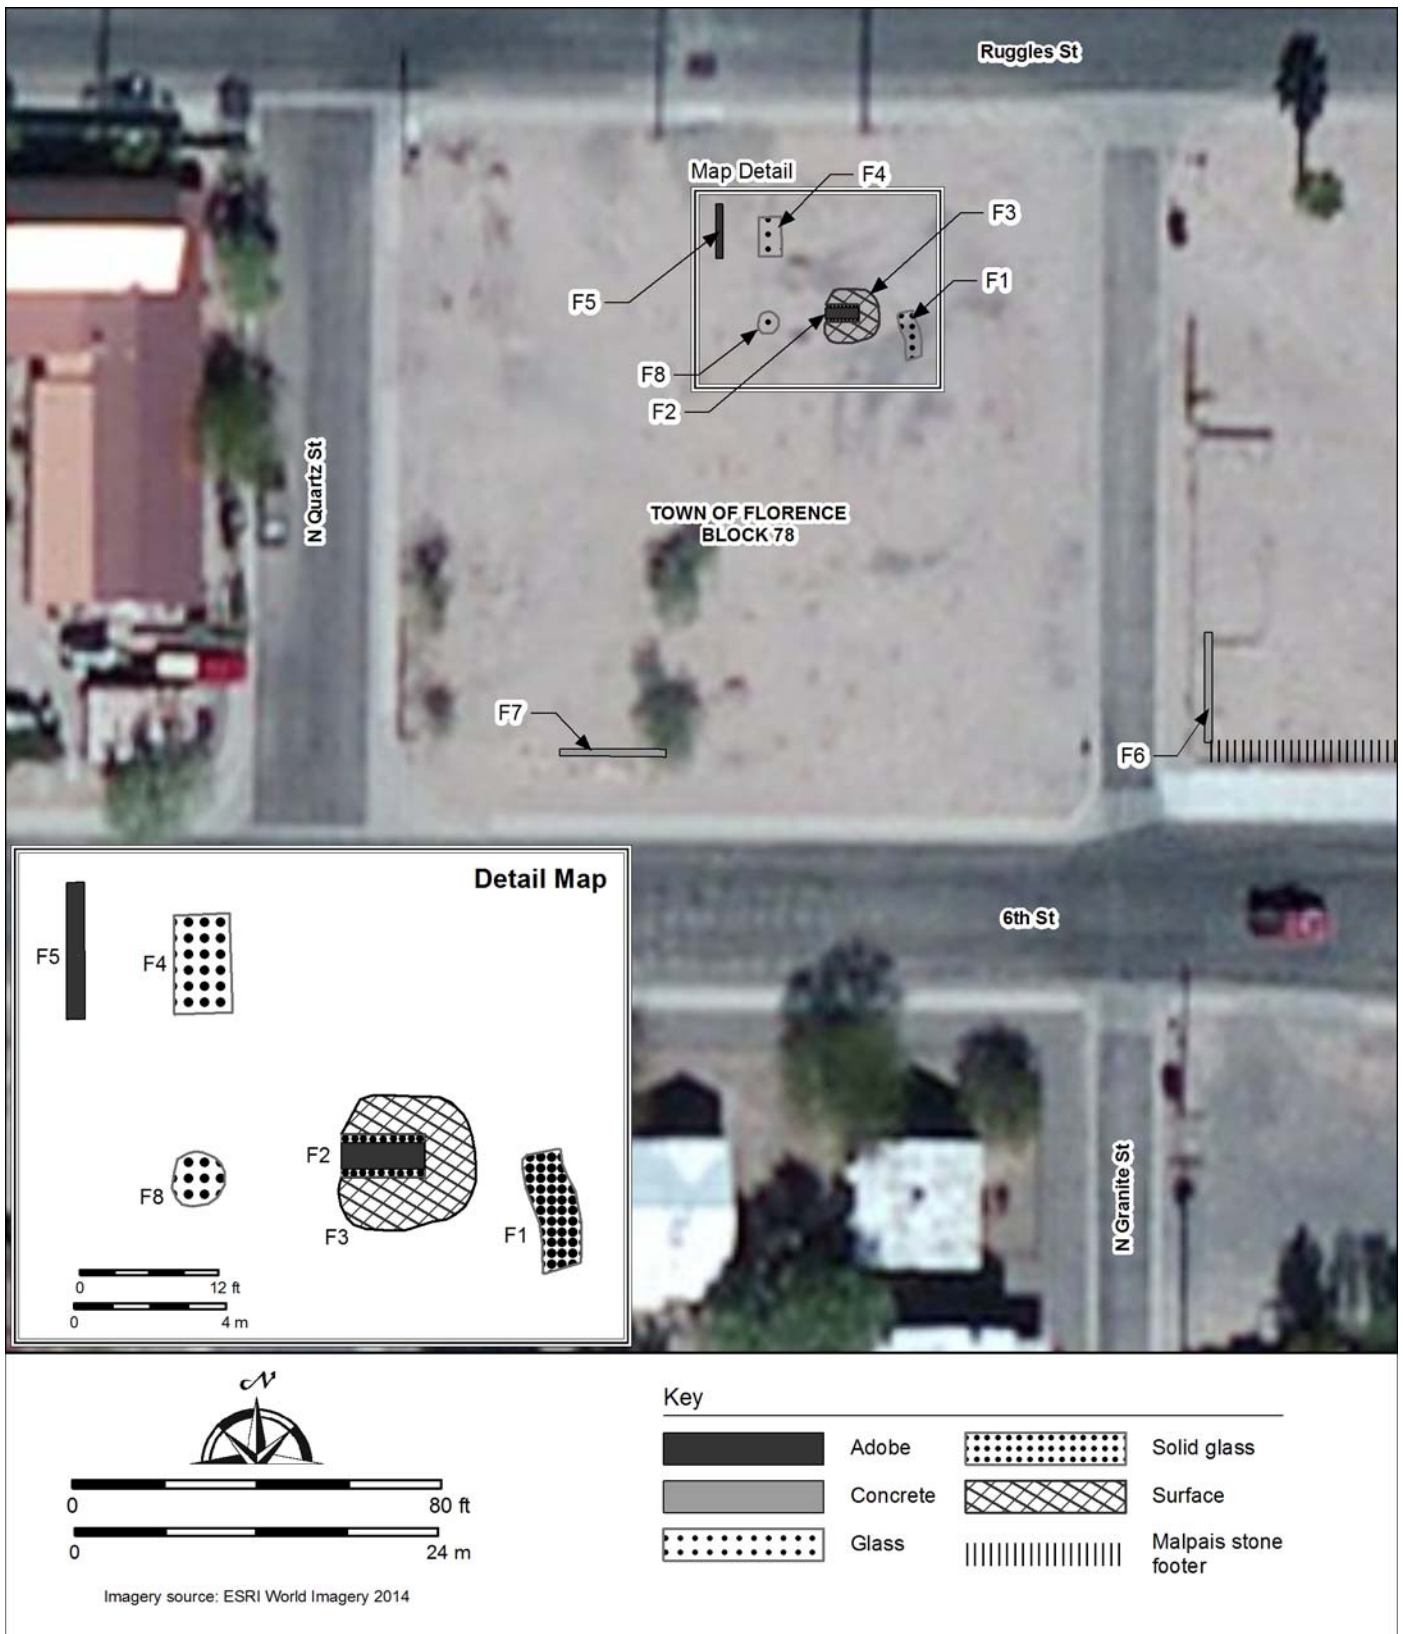 Ruggles St
Map Detail
F4
F3
F1
F5
F8
F2
N Quartz St
TOWN OF FLORENCE
BLOCK 78
F7
F6
6th St
N Granite St
Detail Map
F5
F4
F2
F8
F3
F1
0 12 ft
0 4 m
N
0 80 ft
0 24 m
Imagery source: ESRI World Imagery 2014
Key
Adobe
Solid glass
Concrete
Surface
Glass
Malpais stone
footer